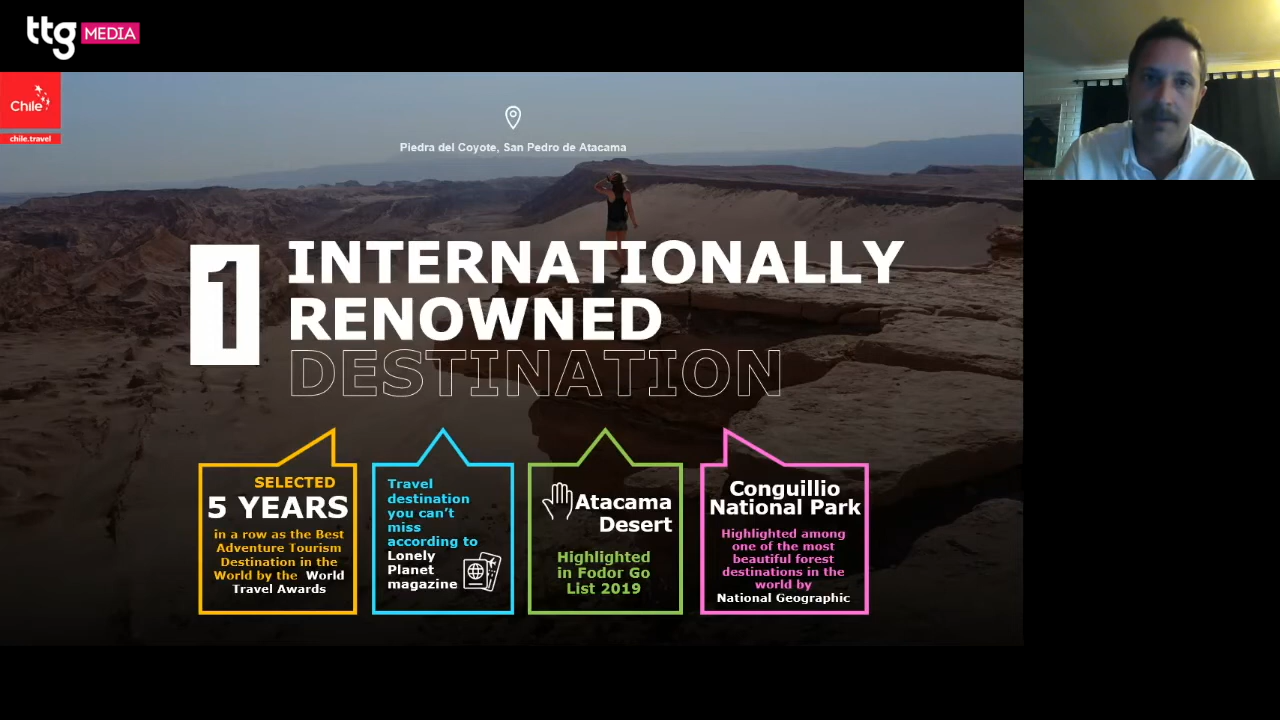 ttg MEDIA
Chile
chile.travel
Piedra del Coyote, San Pedro de Atacama
1
INTERNATIONALLY
RENOWNED
DESTINATION
SELECTED
5 YEARS
in a row as the Best
Adventure Tourism
Destination in the
World by the World
Travel Awards
Travel
destination
you can't
miss
according to
Lonely
Planet
magazine
Atacama
Desert
Highlighted
in Fodor Go
List 2019
Conguillio
National Park
Highlighted among
one of the most
beautiful forest
destinations in the
world by
National Geographic